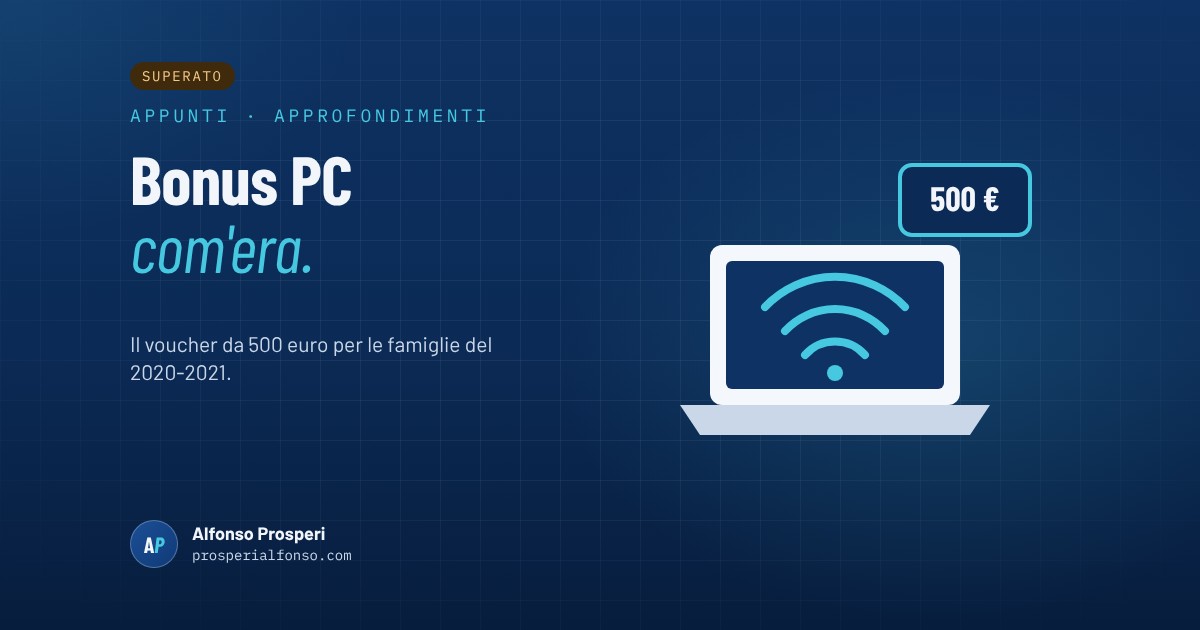 SUPERATO
APPUNTI · APPROFONDIMENTI
Bonus PC
com'era.
500 €
Il voucher da 500 euro per le famiglie del
2020-2021.
AP
Alfonso Prosperi
prosperialfonso.com